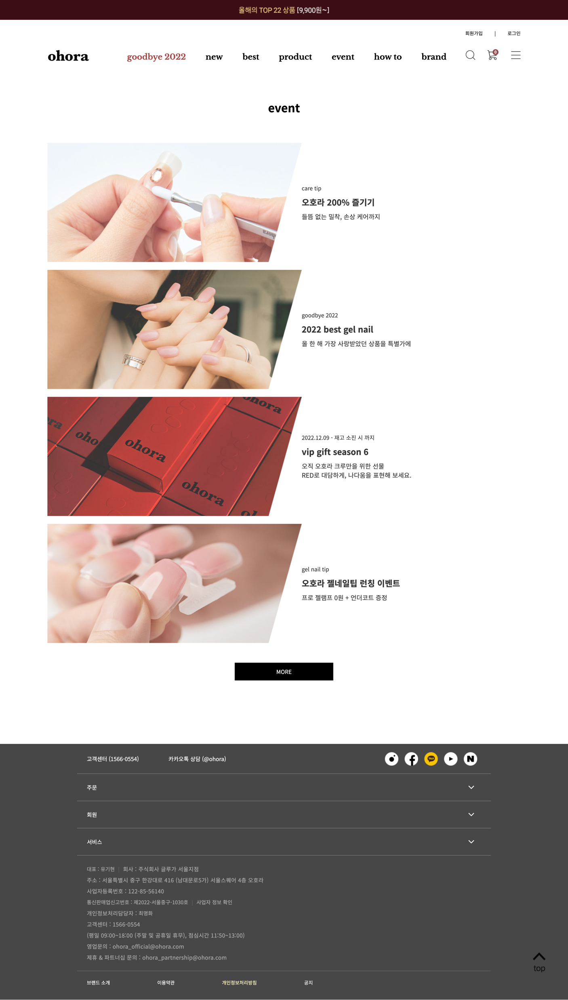 올해의 TOP 22 상품 [9,900원~]
회원가입 | 로그인
ohora goodbye 2022 new best product event how to brand 0
event
ohora
care tip
오호라 200% 즐기기
들뜸 없는 밀착, 손상 케어까지
goodbye 2022
2022 best gel nail
올 한 해 가장 사랑받았던 상품을 특별가에
ohora
ora
oho
ohora
ohora
oh
2022.12.09 - 재고 소진 시 까지
vip gift season 6
오직 오호라 크루만을 위한 선물
RED로 대담하게, 나다움을 표현해 보세요.
gel nail tip
오호라 젤네일팁 런칭 이벤트
프로 젤램프 0원 + 언더코트 증정
MORE
고객센터 (1566-0554) 카카오톡 상담 (@ohora) TALK N
주문
회원
서비스
대표 : 유기현 | 회사 : 주식회사 글루가 서울지점
주소 : 서울특별시 중구 한강대로 416 (남대문로5가) 서울스퀘어 4층 오호라
사업자등록번호 : 122-85-56140
통신판매업신고번호 : 제2022-서울중구-1030호 | 사업자 정보 확인
개인정보처리담당자 : 최명화
고객센터 : 1566-0554
(평일 09:00~18:00 (주말 및 공휴일 휴무), 점심시간 11:50~13:00)
영업문의 : ohora_official@ohora.com
제휴 & 파트너십 문의 : ohora_partnership@ohora.com
top
브랜드 소개 이용약관 개인정보처리방침 공지